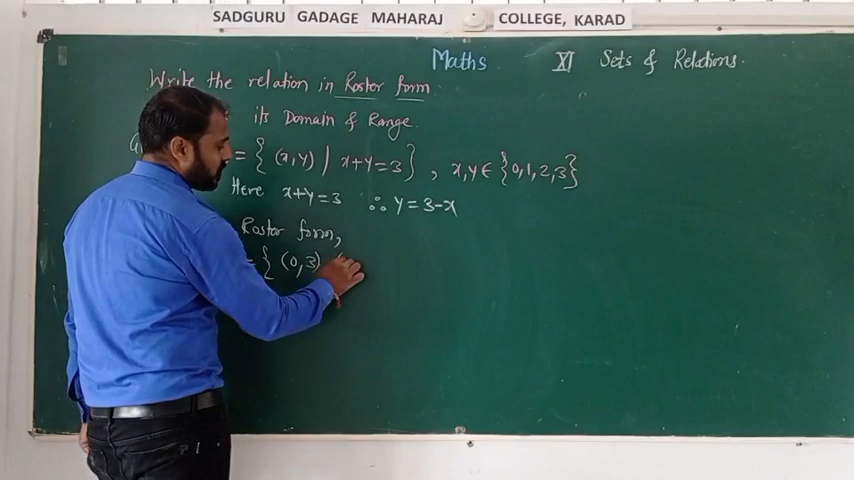 SADGURU GADAGE MAHARAJ COLLEGE, KARAD
Maths XI Sets & Relations.
Write the relation in Roster form
its Domain & Range.
= { (x,y) / x+y=3 } , x,y ∈ {0,1,2,3}
Here x+y=3 ∴ y=3-x
Roster form,
= { (0,3)